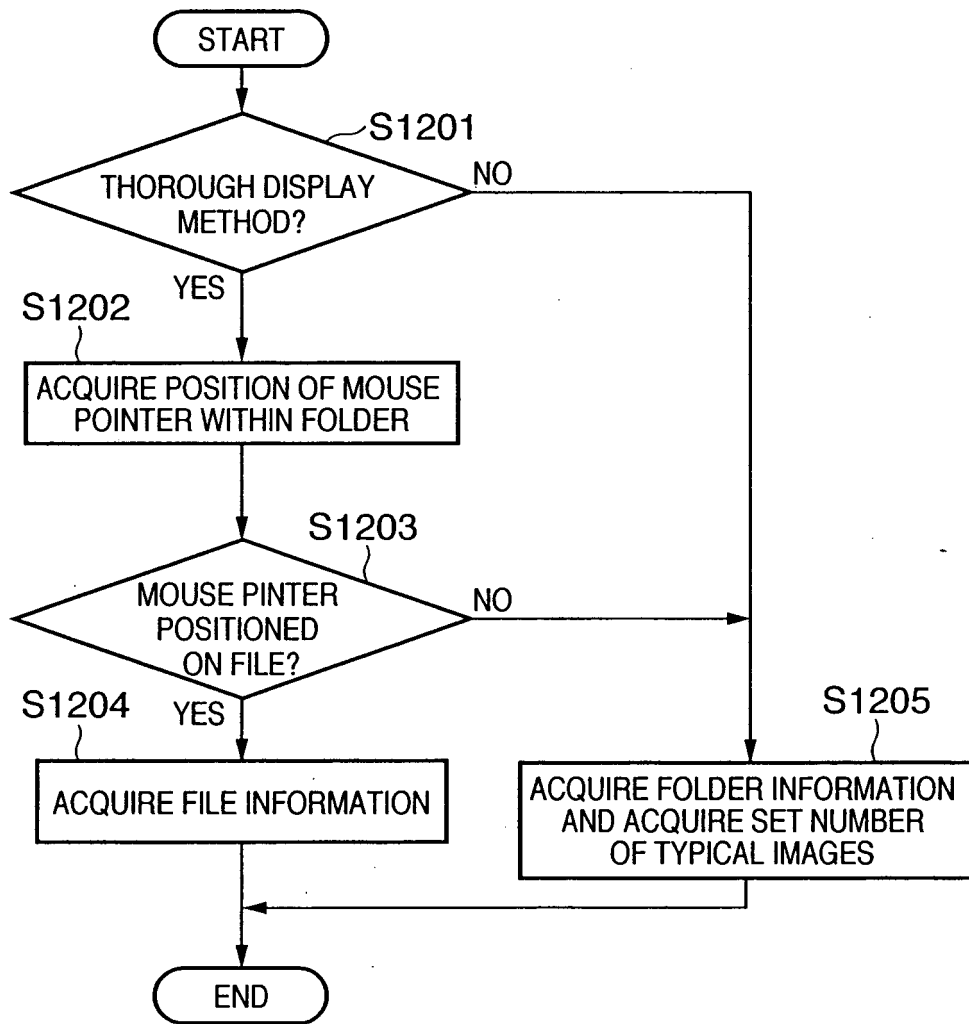 START
S1201
THOROUGH DISPLAY
METHOD?
NO
YES
S1202
ACQUIRE POSITION OF MOUSE
POINTER WITHIN FOLDER
S1203
MOUSE PINTER
POSITIONED
ON FILE?
NO
YES
S1204
ACQUIRE FILE INFORMATION
S1205
ACQUIRE FOLDER INFORMATION
AND ACQUIRE SET NUMBER
OF TYPICAL IMAGES
END